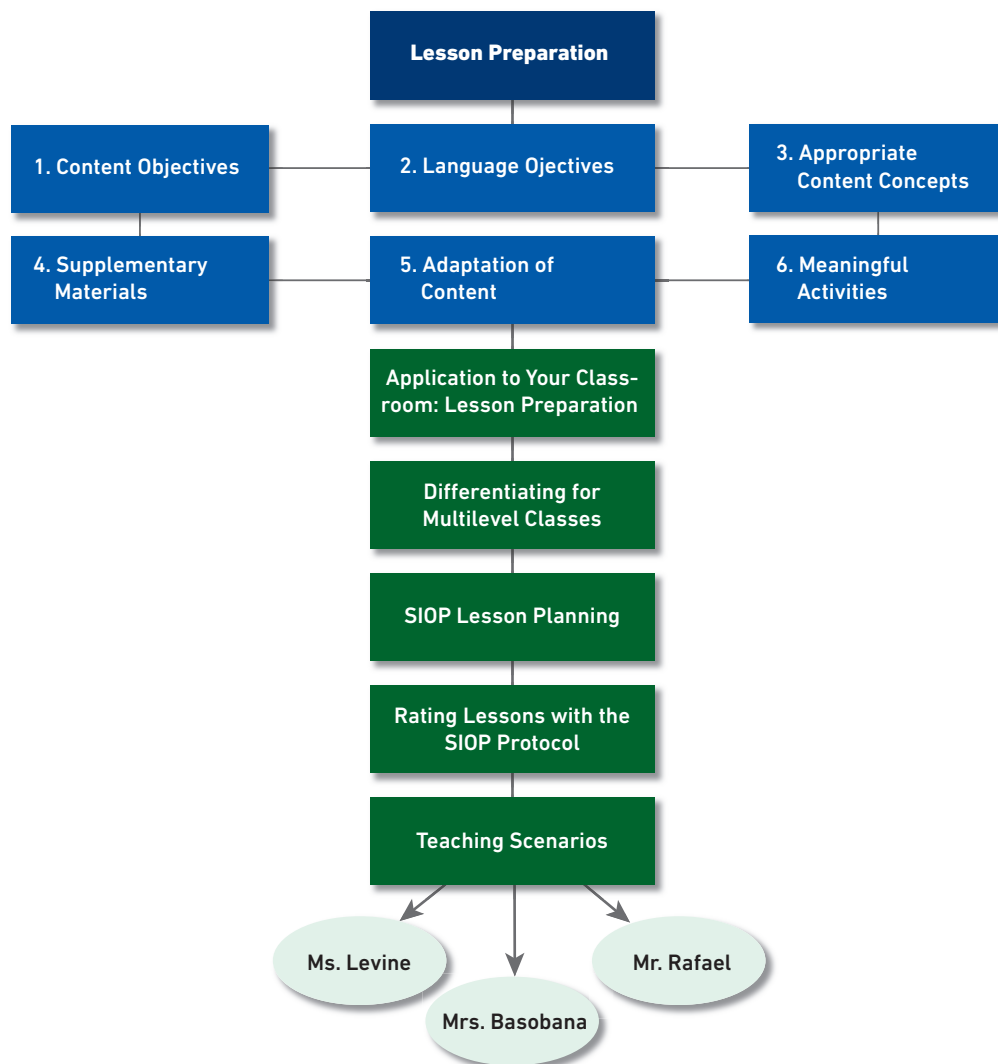 Lesson Preparation
1. Content Objectives
2. Language Ojectives
3. Appropriate
Content Concepts
4. Supplementary
Materials
5. Adaptation of
Content
6. Meaningful
Activities
Application to Your Class-
room: Lesson Preparation
Differentiating for
Multilevel Classes
SIOP Lesson Planning
Rating Lessons with the
SIOP Protocol
Teaching Scenarios
Ms. Levine
Mrs. Basobana
Mr. Rafael